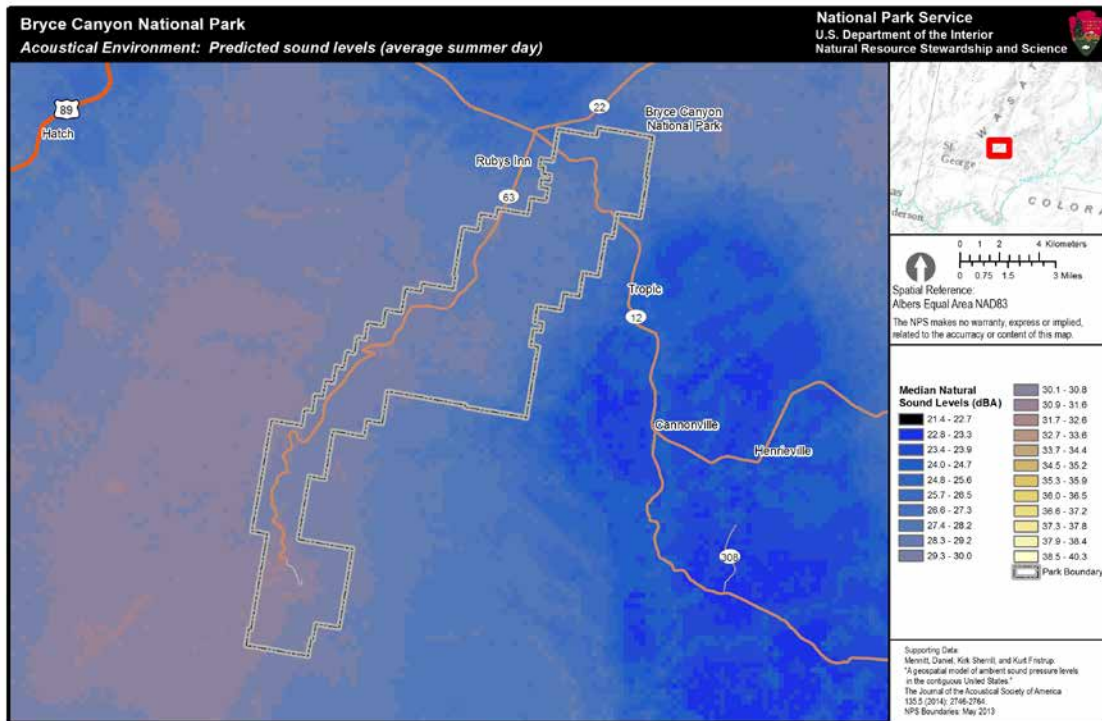 Bryce Canyon National Park
Acoustical Environment: Predicted sound levels (average summer day)
National Park Service
U.S. Department of the Interior
Natural Resource Stewardship and Science
89
Hatch
22
Bryce Canyon
National Park
Rubys Inn
63
Tropic
12
Cannonville
Henrieville
308
WASA
St.
George
COLORA
derson
0 1 2 4 Kilometers
0 0.75 1.5 3 Miles
Spatial Reference:
Albers Equal Area NAD83
The NPS makes no warranty, express or implied,
related to the accurracy or content of this map.
Median Natural
Sound Levels (dBA)
21.4 - 22.7
22.8 - 23.3
23.4 - 23.9
24.0 - 24.7
24.8 - 25.6
25.7 - 26.5
26.6 - 27.3
27.4 - 28.2
28.3 - 29.2
29.3 - 30.0
30.1 - 30.8
30.9 - 31.6
31.7 - 32.6
32.7 - 33.6
33.7 - 34.4
34.5 - 35.2
35.3 - 35.9
36.0 - 36.5
36.6 - 37.2
37.3 - 37.8
37.9 - 38.4
38.5 - 40.3
Park Boundary
Supporting Data:
Mennitt, Daniel, Kirk Sherrill, and Kurt Fristrup.
"A geospatial model of ambient sound pressure levels
in the contiguous United States."
The Journal of the Acoustical Society of America
135.5 (2014): 2746-2764.
NPS Boundaries: May 2013